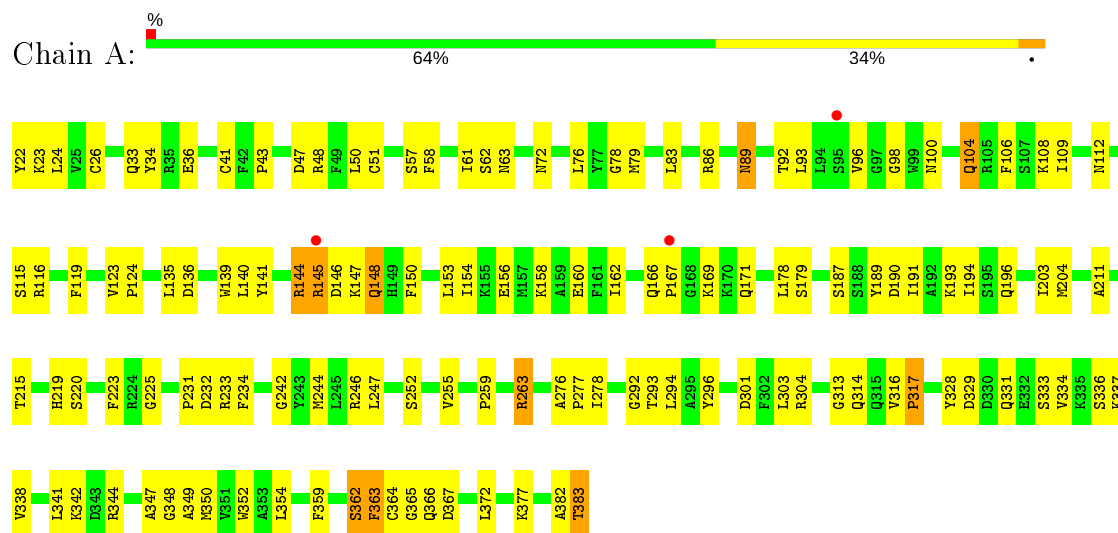 %
Chain A:
64% 34% •
Y22 K23 L24 V25 C26 Q33 Y34 R35 E36 C41 F42 P43 D47 R48 F49 L50 C51 S57 F58 I61 S62 N63 N72 L76 Y77 G78 M79 L83 R86 N89 T92 L93 L94 S95 V96 G97 G98 W99 N100 Q104 R105 F106 S107 K108 I109 N112
S115 R116 F119 V123 P124 L135 D136 W139 L140 Y141 R144 R145 D146 K147 Q148 H149 F150 L153 I154 K155 E156 M157 K158 A159 E160 F161 I162 Q166 P167 G168 K169 K170 Q171 L178 S179 S187 S188 Y189 D190 I191 A192 K193 I194 S195 Q196 I203 M204 A211
T215 H219 S220 F223 R224 G225 P231 D232 R233 F234 G242 Y243 M244 L245 R246 L247 S252 V255 P259 R263 A276 P277 I278 G292 T293 L294 A295 Y296 D301 F302 L303 R304 G313 Q314 Q315 V316 P317 Y328 D329 D330 Q331 E332 S333 V334 K335 S336 K337
V338 L341 K342 D343 R344 A347 G348 A349 M350 V351 W352 A353 L354 F359 S362 F363 C364 G365 Q366 D367 L372 K377 A382 T383